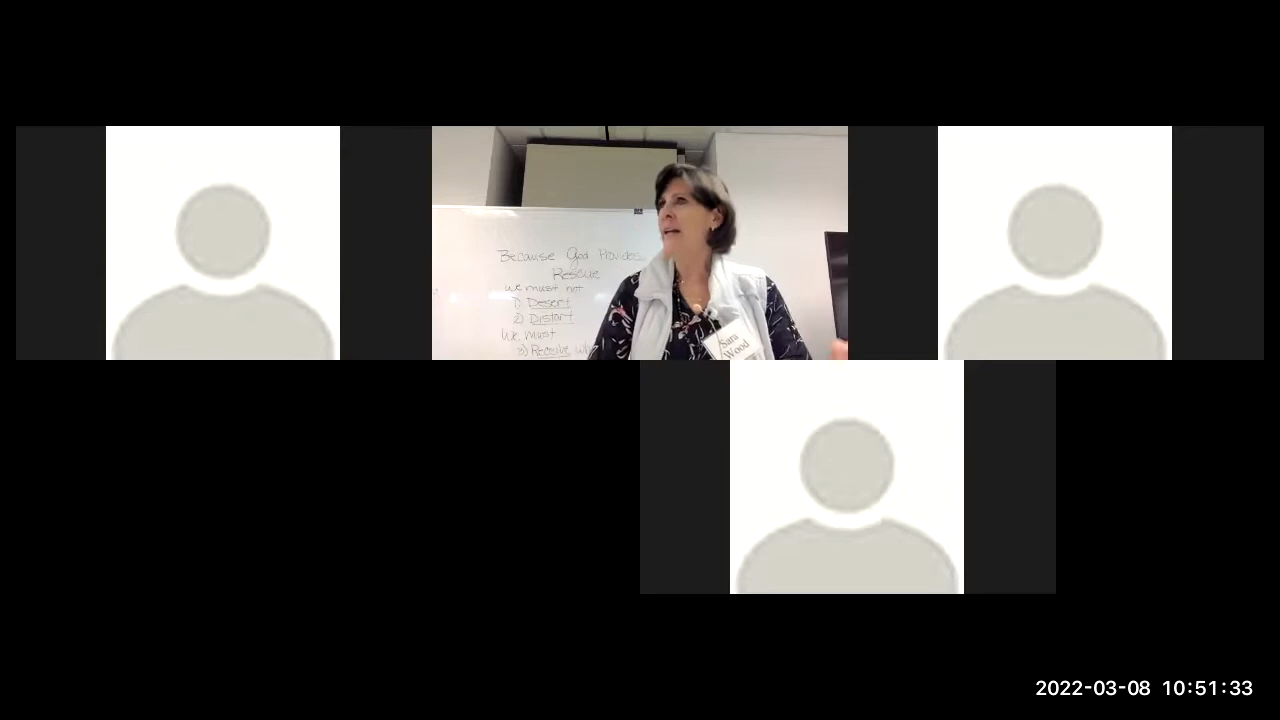 Because God Provides
Rescue
We must not
1) Desert
2) Distort
We must
3) Receive
Sara
Wood
2022-03-08 10:51:33